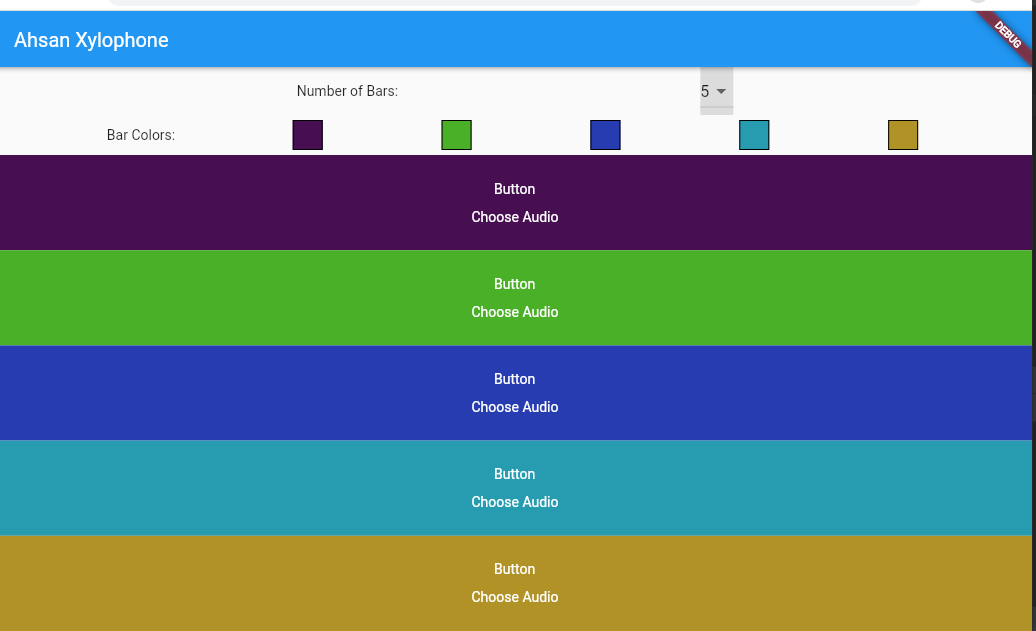 Ahsan Xylophone
DEBUG
Number of Bars:
5
Bar Colors:
Button
Choose Audio
Button
Choose Audio
Button
Choose Audio
Button
Choose Audio
Button
Choose Audio